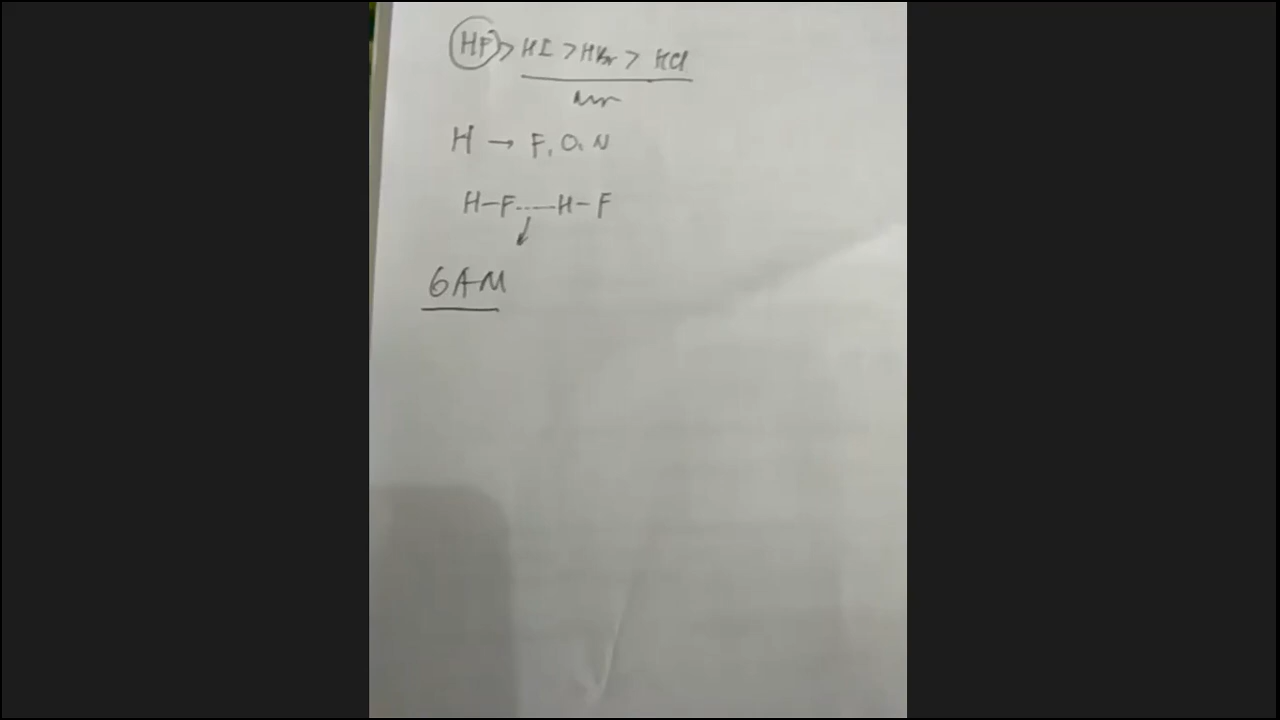 HF > HI > HBr > HCl
H → F, O, N
H–F-----H–F
6AM